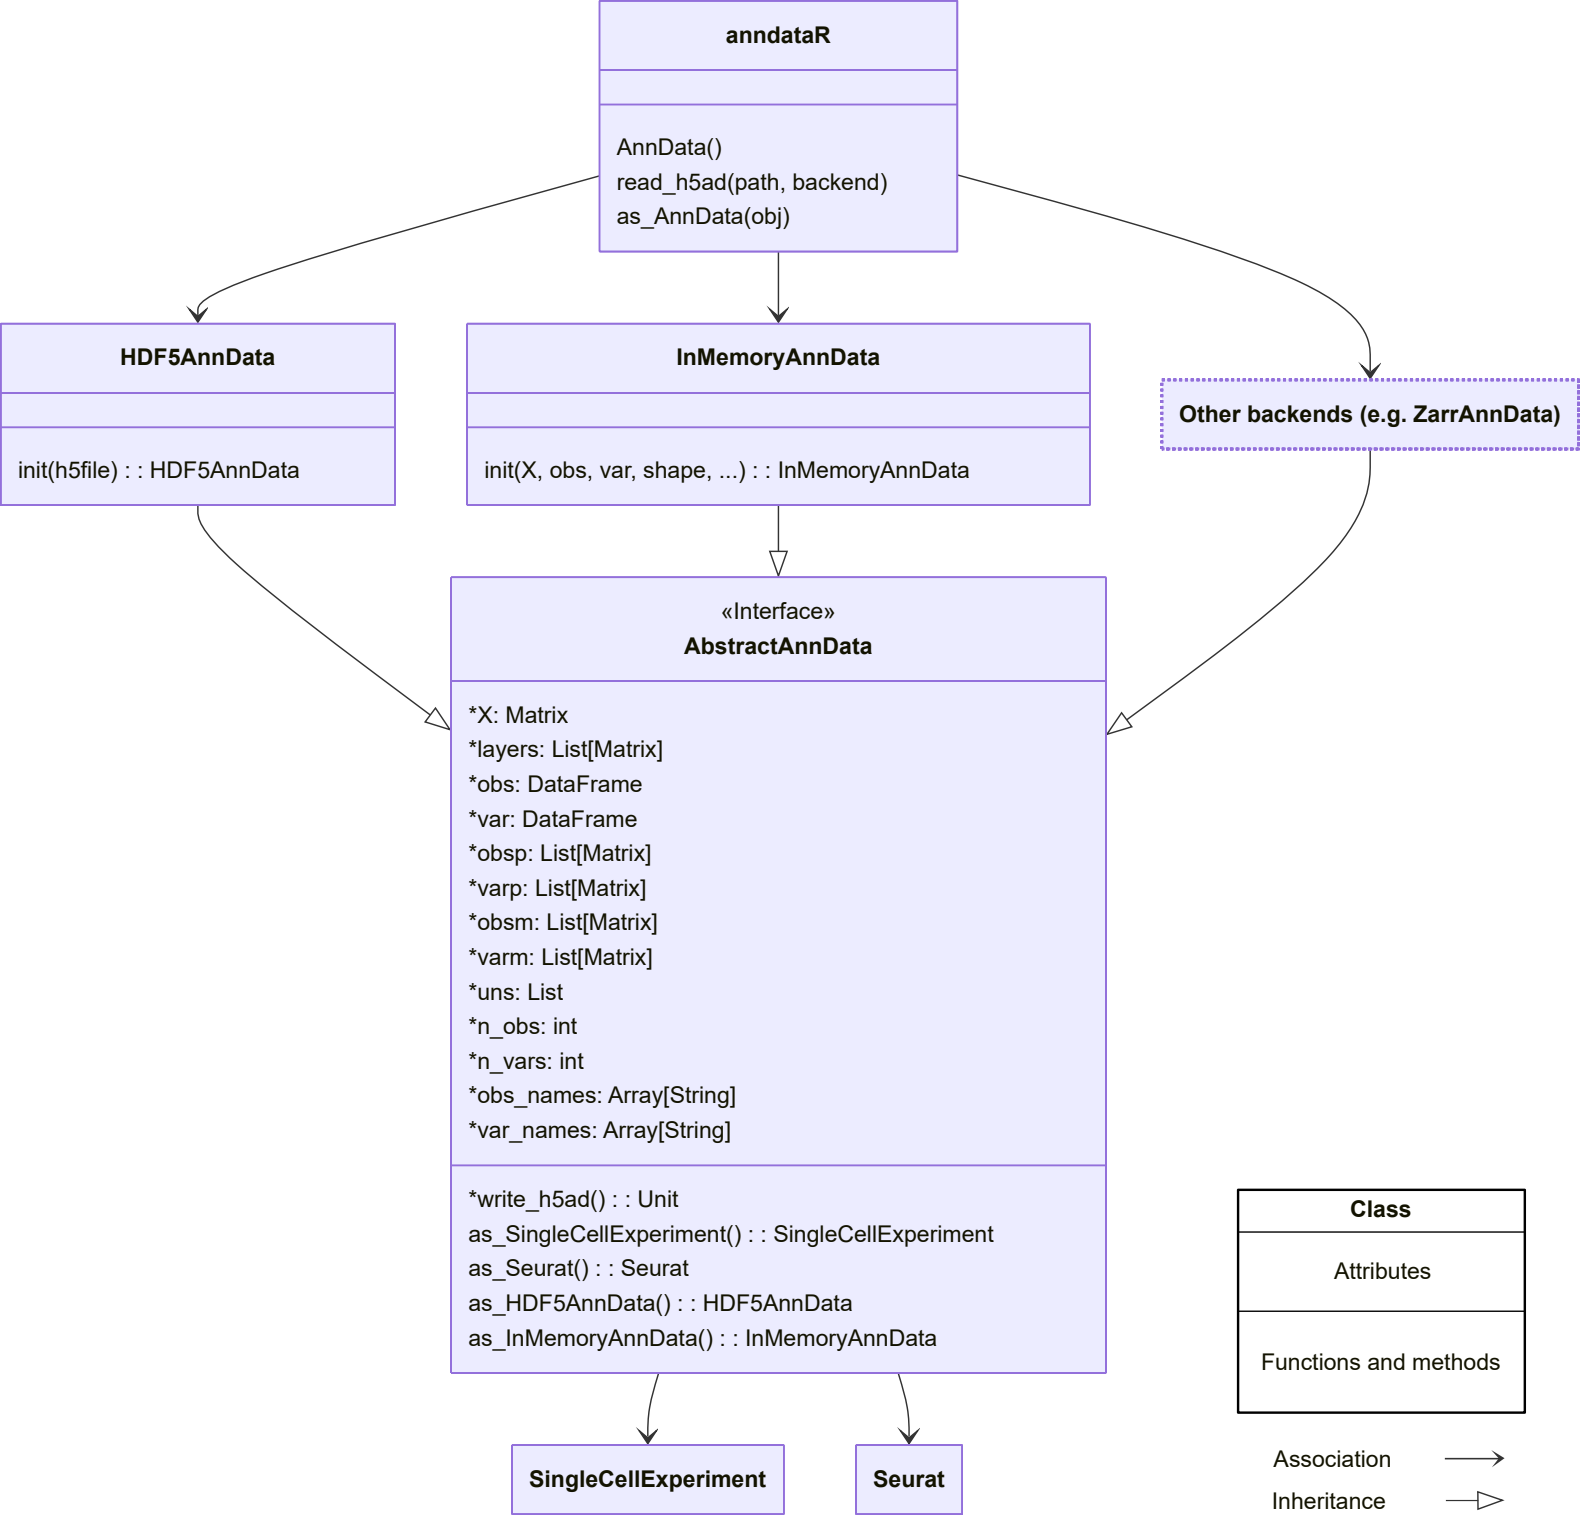 anndataR
AnnData()
read_h5ad(path, backend)
as_AnnData(obj)
HDF5AnnData
init(h5file) : : HDF5AnnData
InMemoryAnnData
init(X, obs, var, shape, ...) : : InMemoryAnnData
Other backends (e.g. ZarrAnnData)
«Interface»
AbstractAnnData
*X: Matrix
*layers: List[Matrix]
*obs: DataFrame
*var: DataFrame
*obsp: List[Matrix]
*varp: List[Matrix]
*obsm: List[Matrix]
*varm: List[Matrix]
*uns: List
*n_obs: int
*n_vars: int
*obs_names: Array[String]
*var_names: Array[String]
*write_h5ad() : : Unit
as_SingleCellExperiment() : : SingleCellExperiment
as_Seurat() : : Seurat
as_HDF5AnnData() : : HDF5AnnData
as_InMemoryAnnData() : : InMemoryAnnData
SingleCellExperiment
Seurat
Class
Attributes
Functions and methods
Association
Inheritance